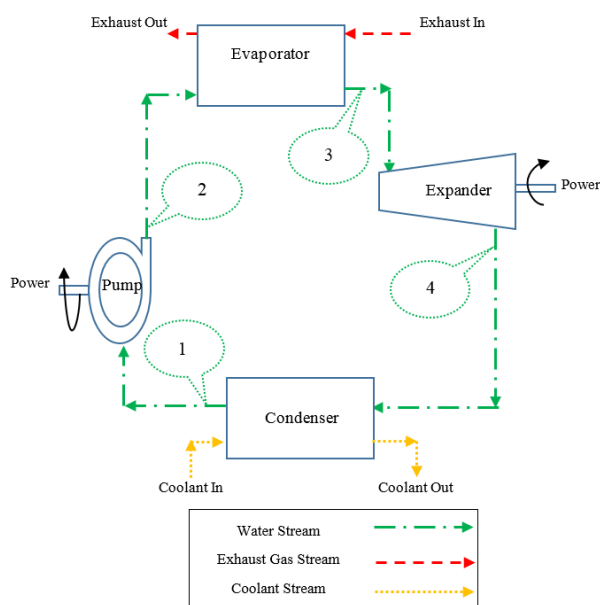 Exhaust Out
Exhaust In
Evaporator
3
2
Expander
Power
Power
Pump
4
1
Condenser
Coolant In
Coolant Out
Water Stream
Exhaust Gas Stream
Coolant Stream